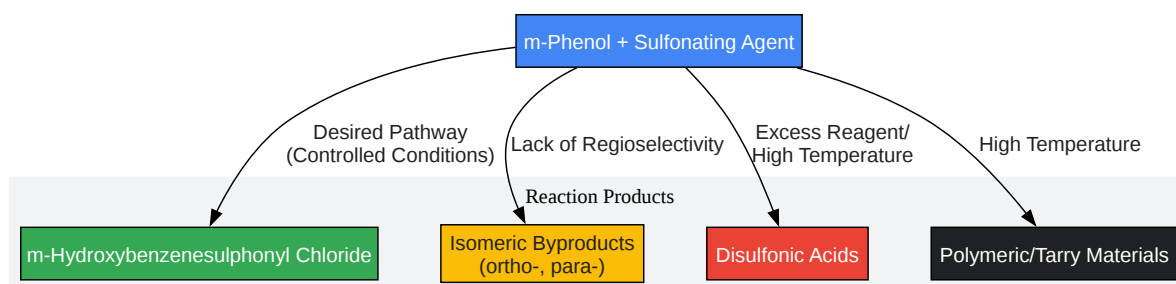 m-Phenol + Sulfonating Agent
Desired Pathway
(Controlled Conditions)
Lack of Regioselectivity
Excess Reagent/
High Temperature
High Temperature
Reaction Products
m-Hydroxybenzenesulphonyl Chloride
Isomeric Byproducts
(ortho-, para-)
Disulfonic Acids
Polymeric/Tarry Materials